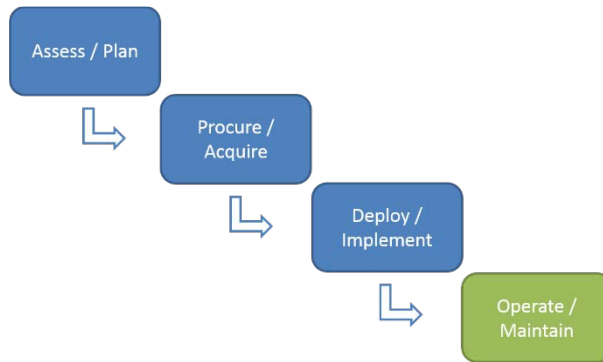 Assess / Plan
Procure /
Acquire
Deploy /
Implement
Operate /
Maintain